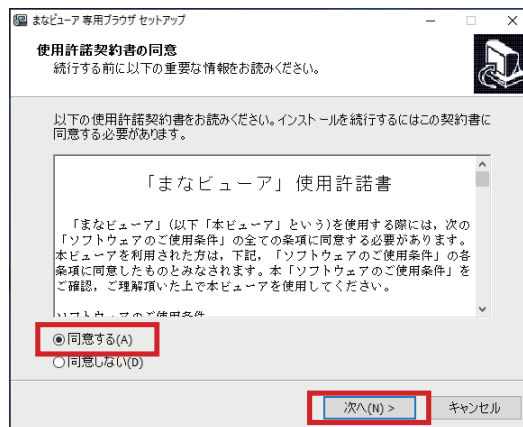 まなビューア 専用ブラウザ セットアップ
使用許諾契約書の同意
続行する前に以下の重要な情報をお読みください。
以下の使用許諾契約書をお読みください。インストールを続行するにはこの契約書に
同意する必要があります。
「まなビューア」使用許諾書
「まなビューア」(以下「本ビューア」という)を使用する際には，次の
「ソフトウェアのご使用条件」の全ての条項に同意する必要があります。
本ビューアを利用された方は，下記，「ソフトウェアのご使用条件」の各
条項に同意したものとみなされます。本「ソフトウェアのご使用条件」を
ご確認，ご理解頂いた上で本ビューアを使用してください。
ソフトウェアのご使用条件
同意する(A)
同意しない(D)
次へ(N) >
キャンセル